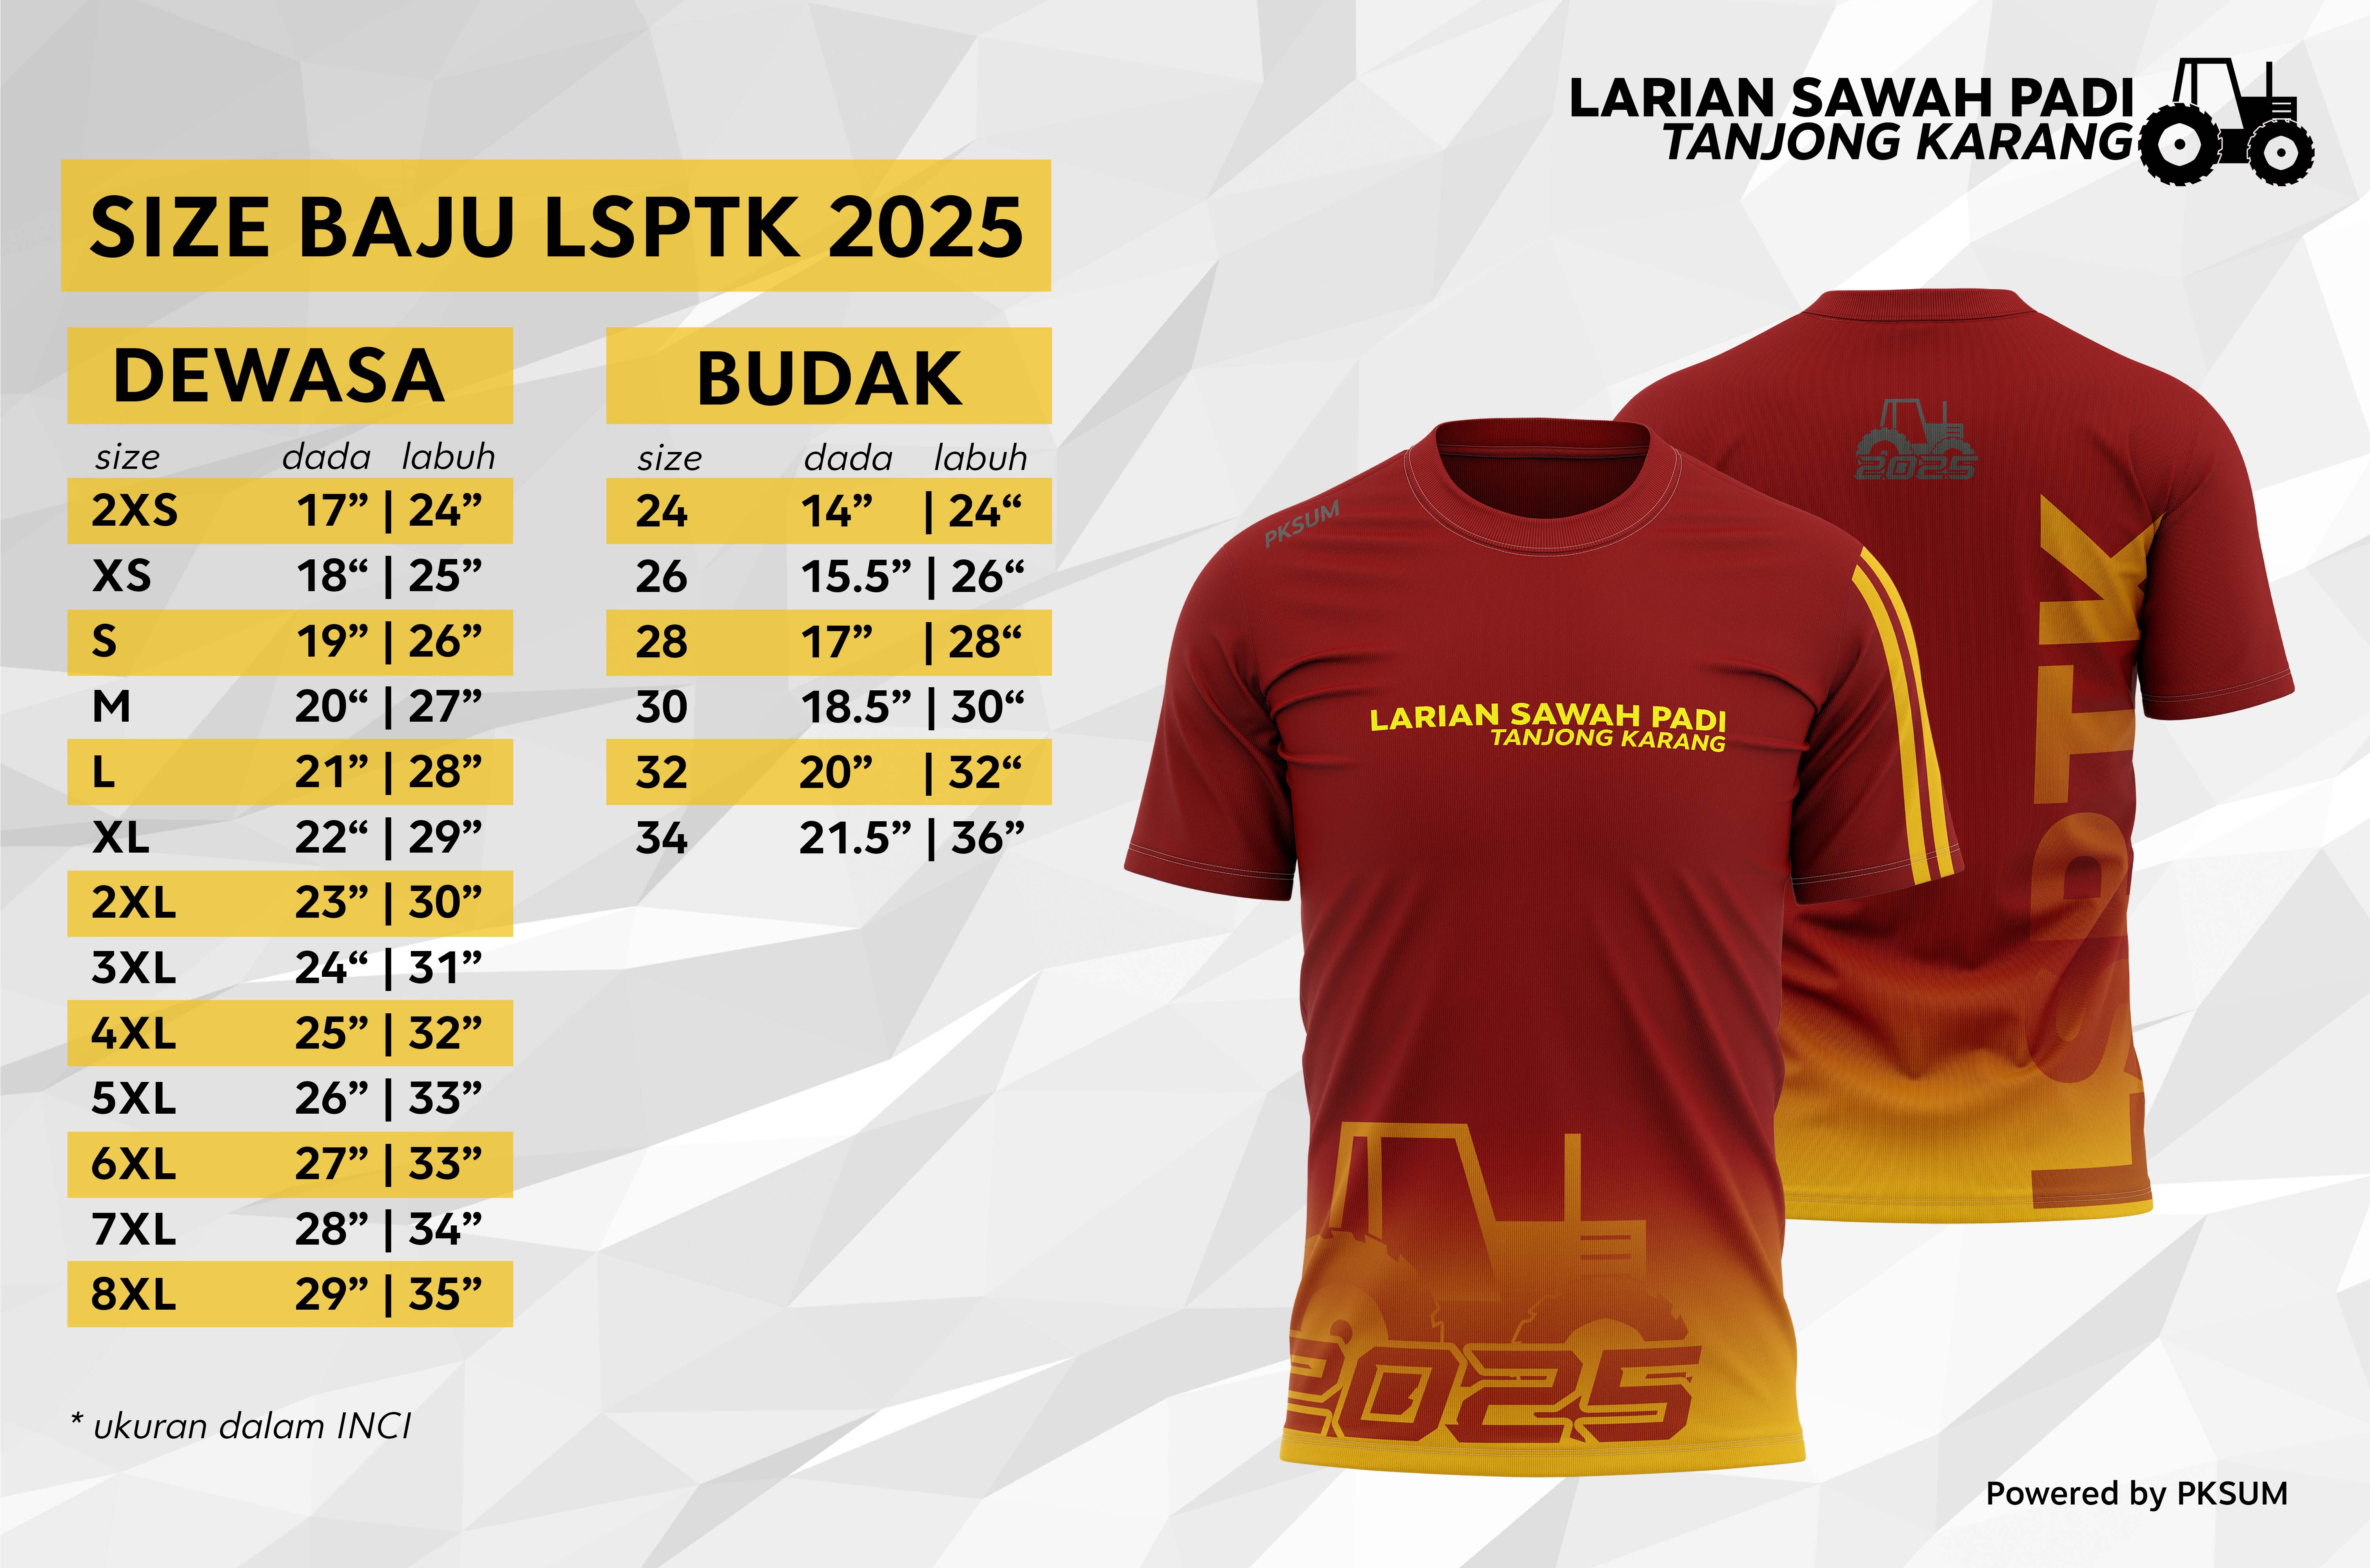 LARIAN SAWAH PADI
TANJONG KARANG
SIZE BAJU LSPTK 2025
DEWASA
size dada labuh
2XS 17” | 24”
XS 18“ | 25”
S 19” | 26”
M 20“ | 27”
L 21” | 28”
XL 22“ | 29”
2XL 23” | 30”
3XL 24“ | 31”
4XL 25” | 32”
5XL 26” | 33”
6XL 27” | 33”
7XL 28” | 34”
8XL 29” | 35”
* ukuran dalam INCI
BUDAK
size dada labuh
24 14” | 24“
26 15.5” | 26“
28 17” | 28“
30 18.5” | 30“
32 20” | 32“
34 21.5” | 36”
PKSUM
LARIAN SAWAH PADI
TANJONG KARANG
2025
2025
LSPTK
Powered by PKSUM